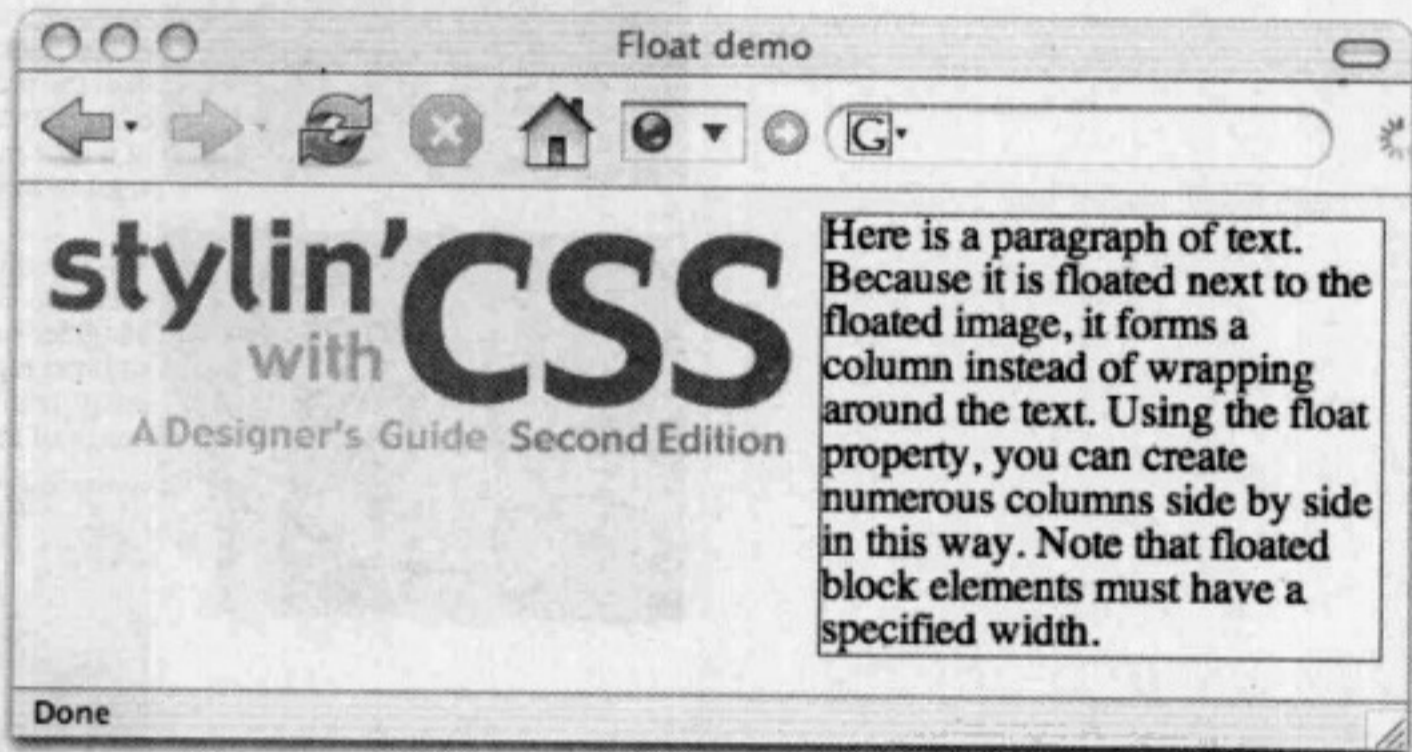 Float demo
G
stylin' CSS
with
A Designer's Guide Second Edition
Here is a paragraph of text.
Because it is floated next to the
floated image, it forms a
column instead of wrapping
around the text. Using the float
property, you can create
numerous columns side by side
in this way. Note that floated
block elements must have a
specified width.
Done